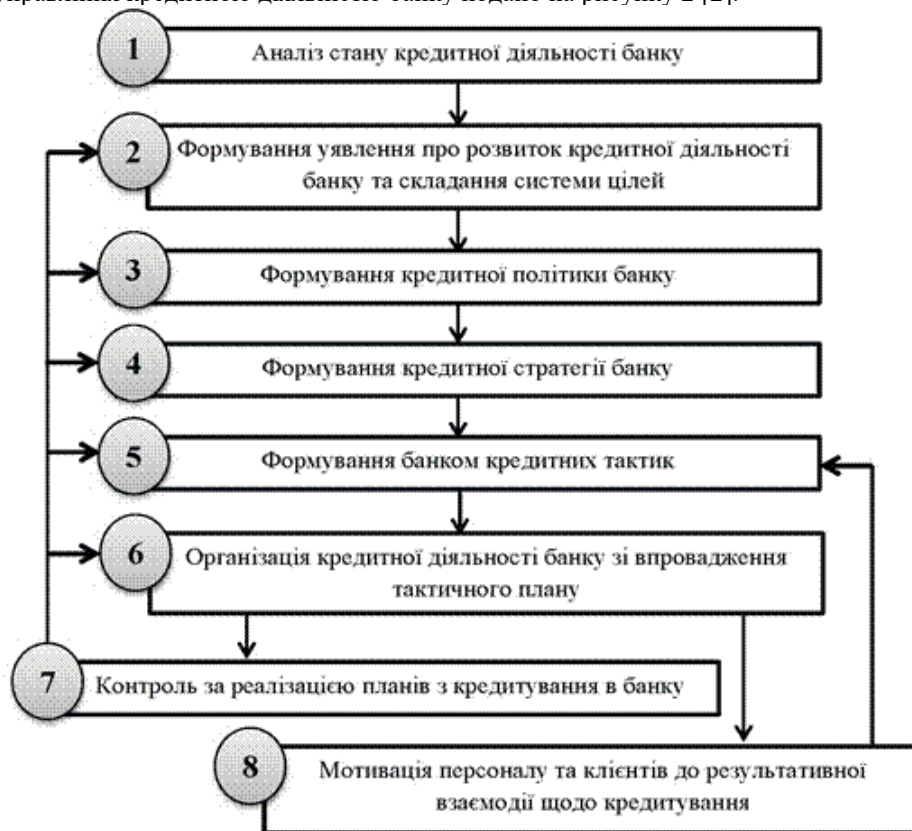 1
Аналіз стану кредитної діяльності банку
2
Формування уявлення про розвиток кредитної діяльності
банку та складання системи цілей
3
Формування кредитної політики банку
4
Формування кредитної стратегії банку
5
Формування банком кредитних тактик
6
Організація кредитної діяльності банку зі впровадження
тактичного плану
7
Контроль за реалізацією планів з кредитування в банку
8
Мотивація персоналу та клієнтів до результативної
взаємодії щодо кредитування